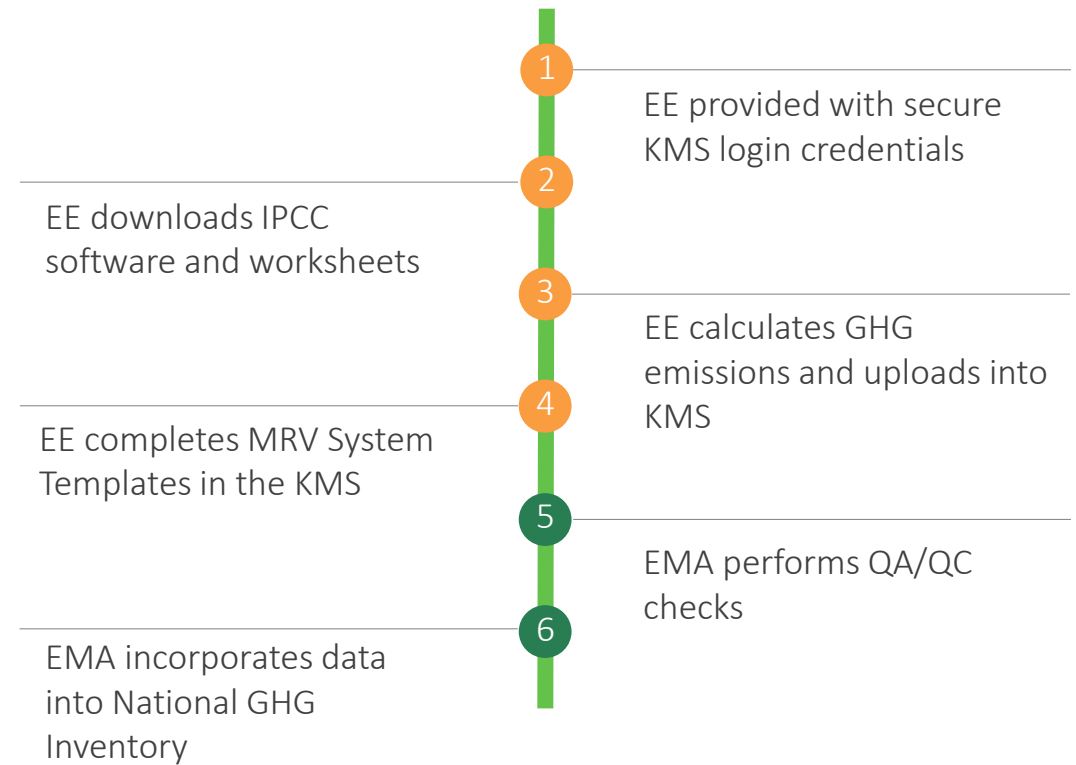 1
EE provided with secure
KMS login credentials
2
EE downloads IPCC
software and worksheets
3
EE calculates GHG
emissions and uploads into
KMS
4
EE completes MRV System
Templates in the KMS
5
EMA performs QA/QC
checks
6
EMA incorporates data
into National GHG
Inventory